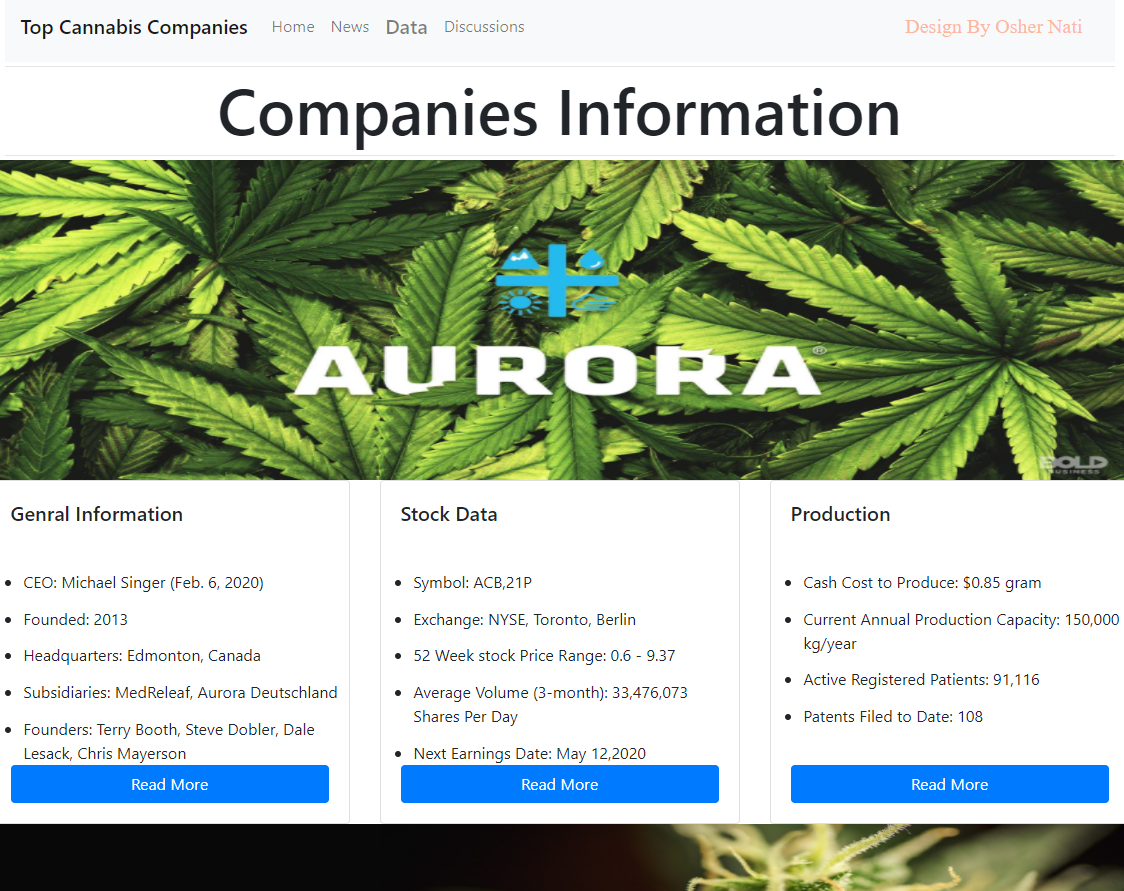 Top Cannabis Companies Home News Data Discussions Design By Osher Nati
Companies Information
AURORA®
BOLD
BUSINESS
Genral Information
CEO: Michael Singer (Feb. 6, 2020)
Founded: 2013
Headquarters: Edmonton, Canada
Subsidiaries: MedReleaf, Aurora Deutschland
Founders: Terry Booth, Steve Dobler, Dale
Lesack, Chris Mayerson
Read More
Stock Data
Symbol: ACB,21P
Exchange: NYSE, Toronto, Berlin
52 Week stock Price Range: 0.6 - 9.37
Average Volume (3-month): 33,476,073
Shares Per Day
Next Earnings Date: May 12,2020
Read More
Production
Cash Cost to Produce: $0.85 gram
Current Annual Production Capacity: 150,000
kg/year
Active Registered Patients: 91,116
Patents Filed to Date: 108
Read More